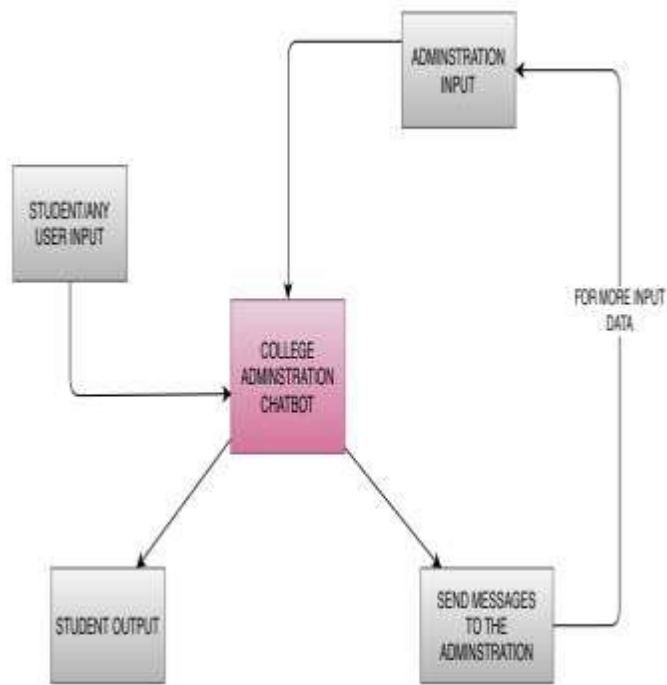 ADMINSTRATION
INPUT
STUDENT/ANY
USER INPUT
FOR MORE INPUT
DATA
COLLEGE
ADMINSTRATION
CHATBOT
STUDENT OUTPUT
SEND MESSAGES
TO THE
ADMINSTRATION